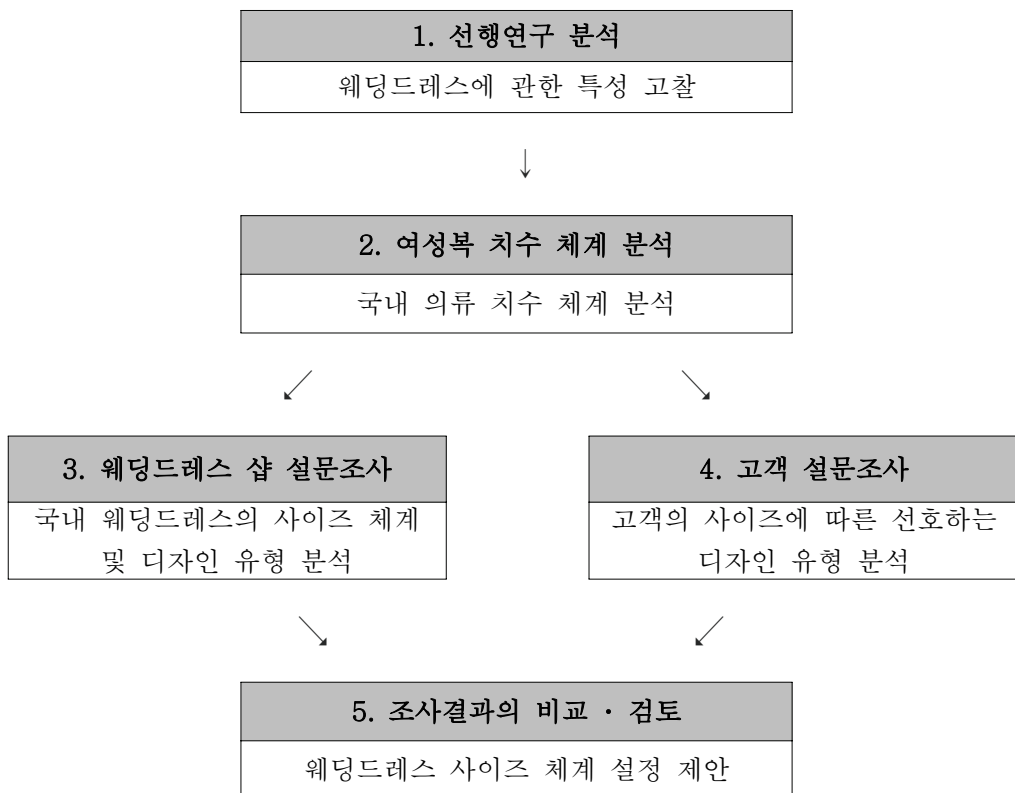 1. 선행연구 분석
웨딩드레스에 관한 특성 고찰
↓
2. 여성복 치수 체계 분석
국내 의류 치수 체계 분석
↙ ↘
3. 웨딩드레스 샵 설문조사
국내 웨딩드레스의 사이즈 체계
및 디자인 유형 분석
4. 고객 설문조사
고객의 사이즈에 따른 선호하는
디자인 유형 분석
↘ ↙
5. 조사결과의 비교 · 검토
웨딩드레스 사이즈 체계 설정 제안